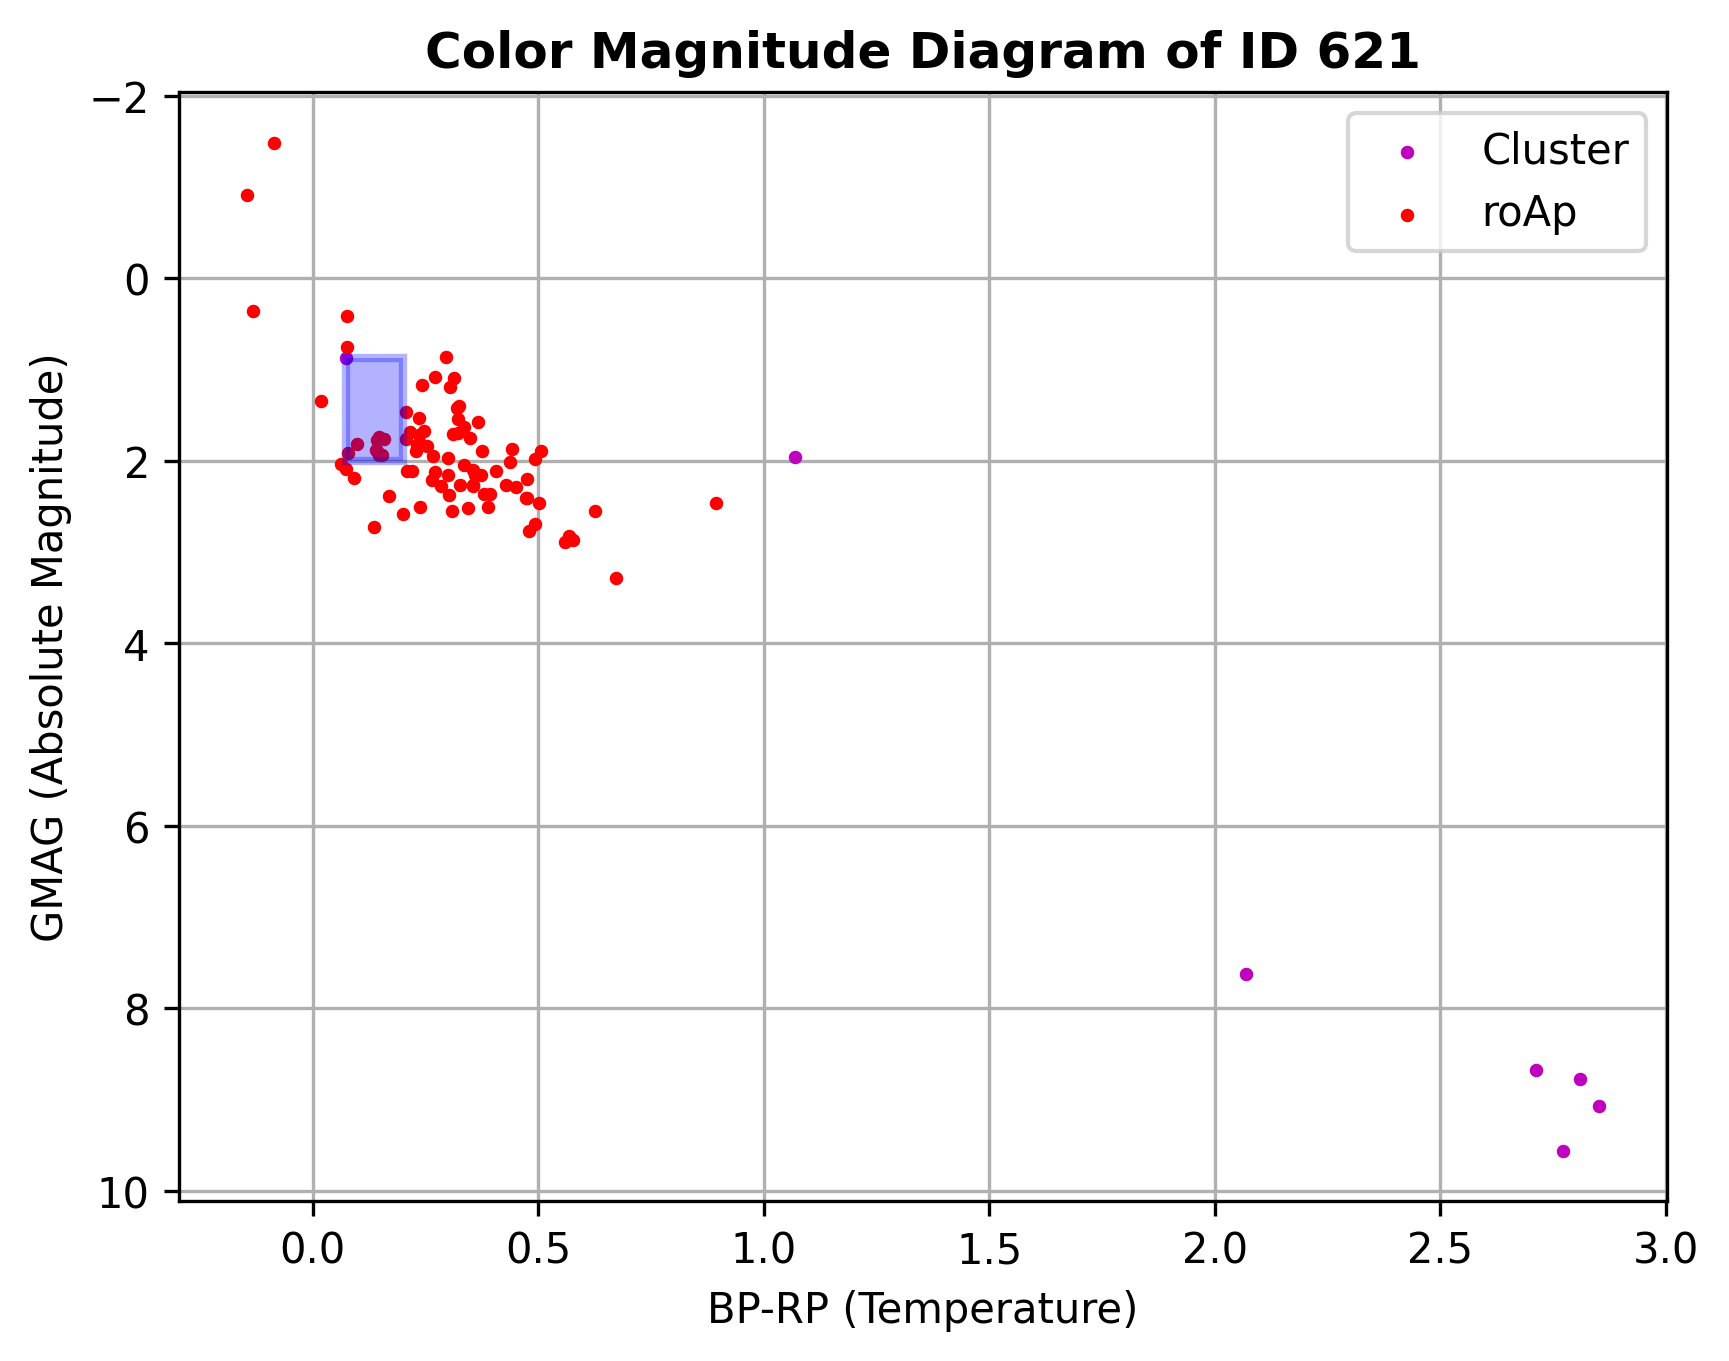 Color Magnitude Diagram of ID 621
Cluster
roAp
GMAG (Absolute Magnitude)
−2
0
2
4
6
8
10
0.0 0.5 1.0 1.5 2.0 2.5 3.0
BP-RP (Temperature)